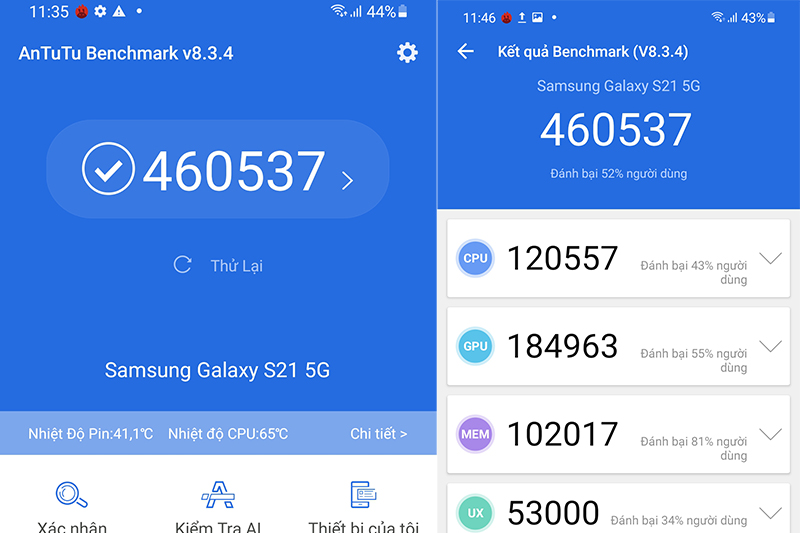 11:35
44%
AnTuTu Benchmark v8.3.4
460537
Thử Lại
Samsung Galaxy S21 5G
Nhiệt Độ Pin:41,1℃ Nhiệt độ CPU:65℃ Chi tiết >
Xác nhận Kiểm Tra AI Thiết bị của tôi
11:46
43%
Kết quả Benchmark (V8.3.4)
Samsung Galaxy S21 5G
460537
Đánh bại 52% người dùng
CPU 120557 Đánh bại 43% người
dùng
GPU 184963 Đánh bại 55% người
dùng
MEM 102017 Đánh bại 81% người
dùng
UX 53000 Đánh bại 34% người dùng